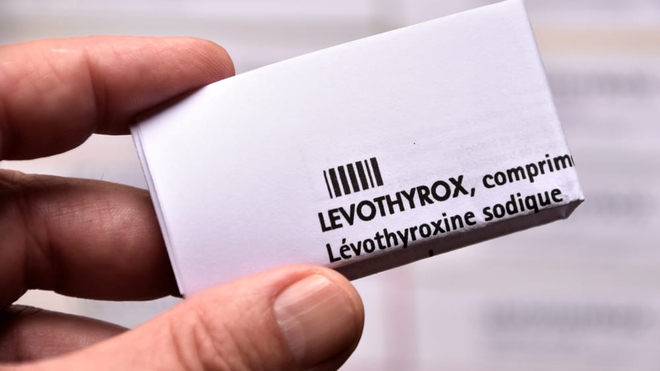 LEVOTHYROX, comprim
Lévothyroxine sodique